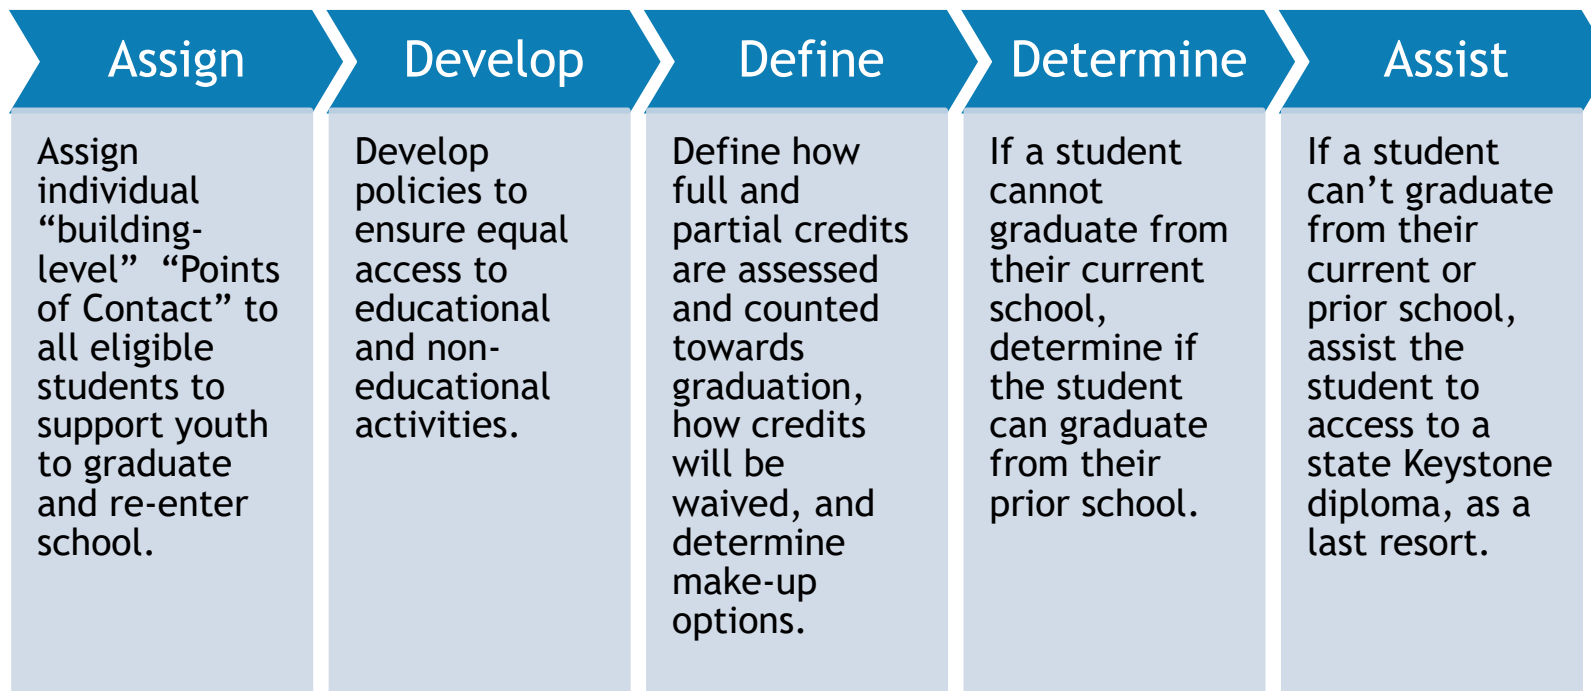 Assign
Assign
individual
“building-
level”  “Points
of Contact” to
all eligible
students to
support youth
to graduate
and re-enter
school.
Develop
Develop
policies to
ensure equal
access to
educational
and non-
educational
activities.
Define
Define how
full and
partial credits
are assessed
and counted
towards
graduation,
how credits
will be
waived, and
determine
make-up
options.
Determine
If a student
cannot
graduate from
their current
school,
determine if
the student
can graduate
from their
prior school.
Assist
If a student
can’t graduate
from their
current or
prior school,
assist the
student to
access to a
state Keystone
diploma, as a
last resort.